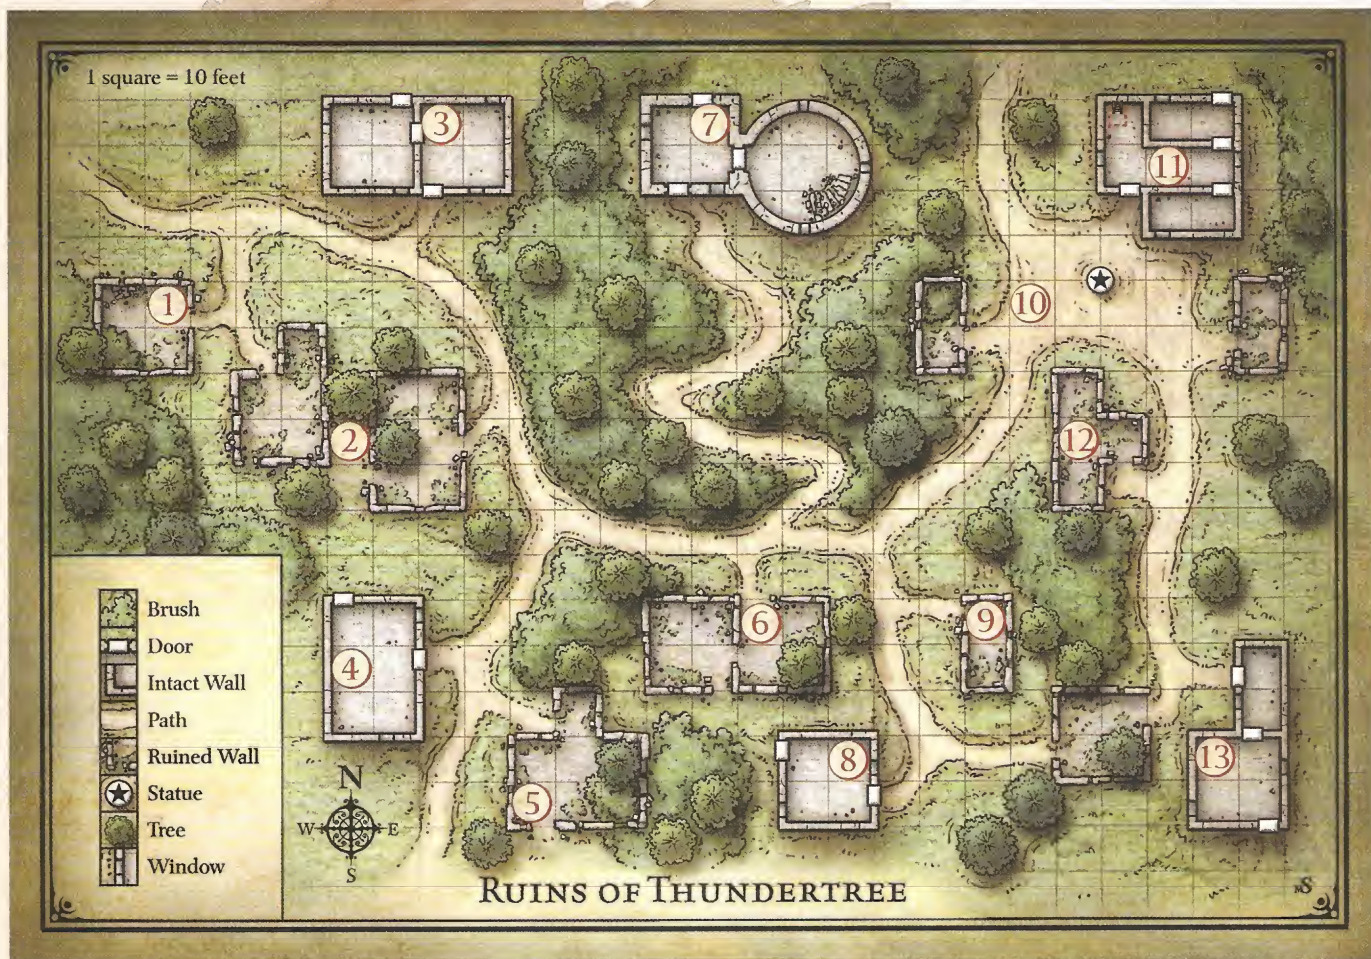 1 square = 10 feet
3
7
11
1
10
2
12
6
9
4
8
13
5
Brush
Door
Intact Wall
Path
Ruined Wall
Statue
Tree
Window
N
W E
S
RUINS OF THUNDERTREE